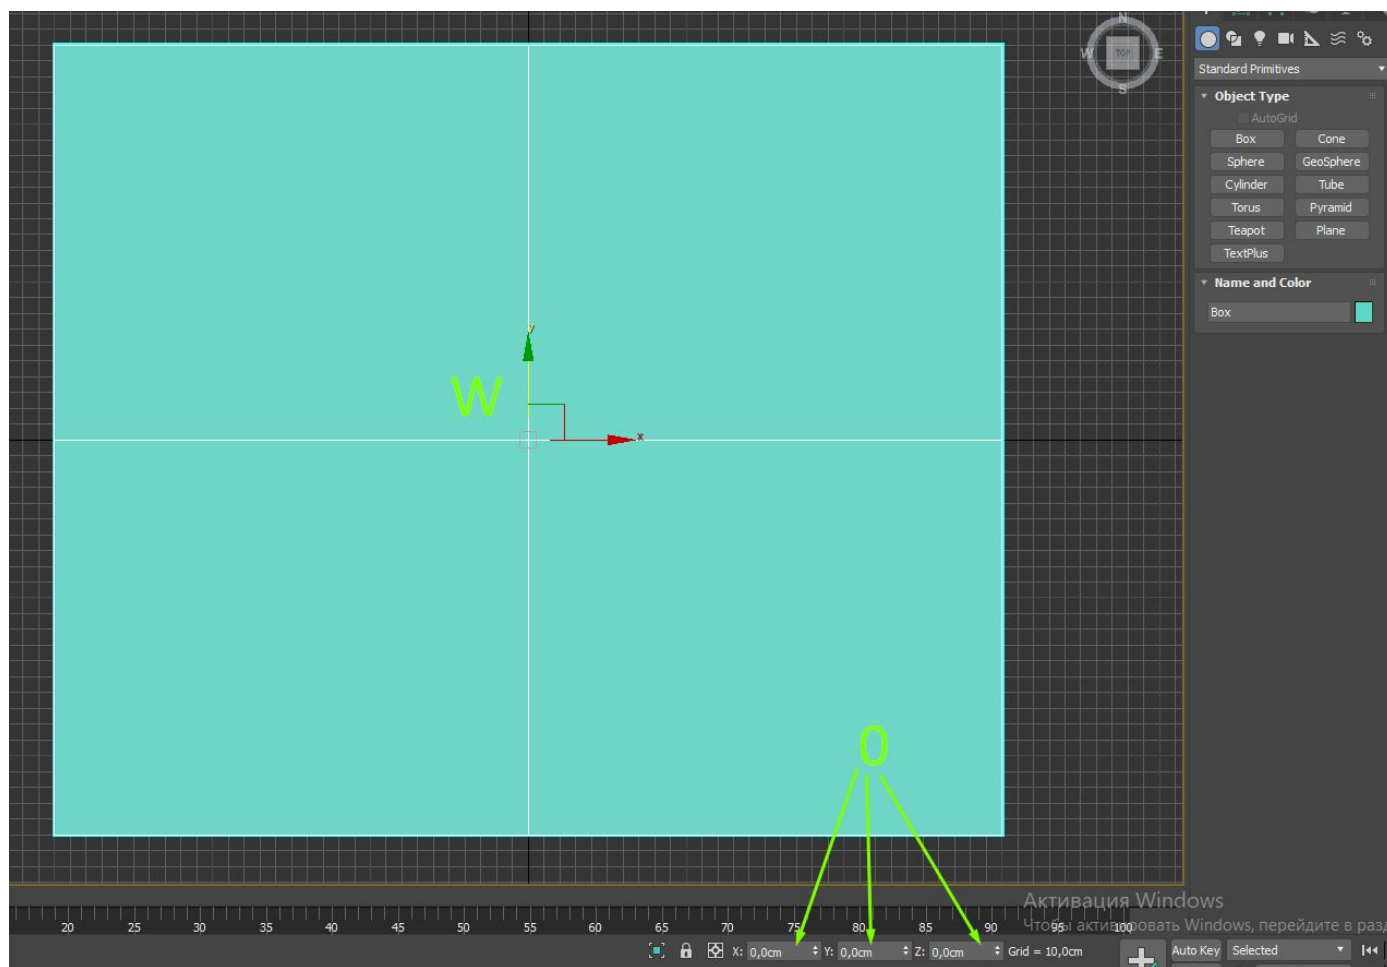 N
W
TOP
E
S
Standard Primitives
Object Type
AutoGrid
Box
Cone
Sphere
GeoSphere
Cylinder
Tube
Torus
Pyramid
Teapot
Plane
TextPlus
Name and Color
Box
y
W
x
0
Активация Windows
20 25 30 35 40 45 50 55 60 65 70 75 80 85 90 95 100
Чтобы активировать Windows, перейдите в разд
X: 0,0cm Y: 0,0cm Z: 0,0cm Grid = 10,0cm Auto Key Selected